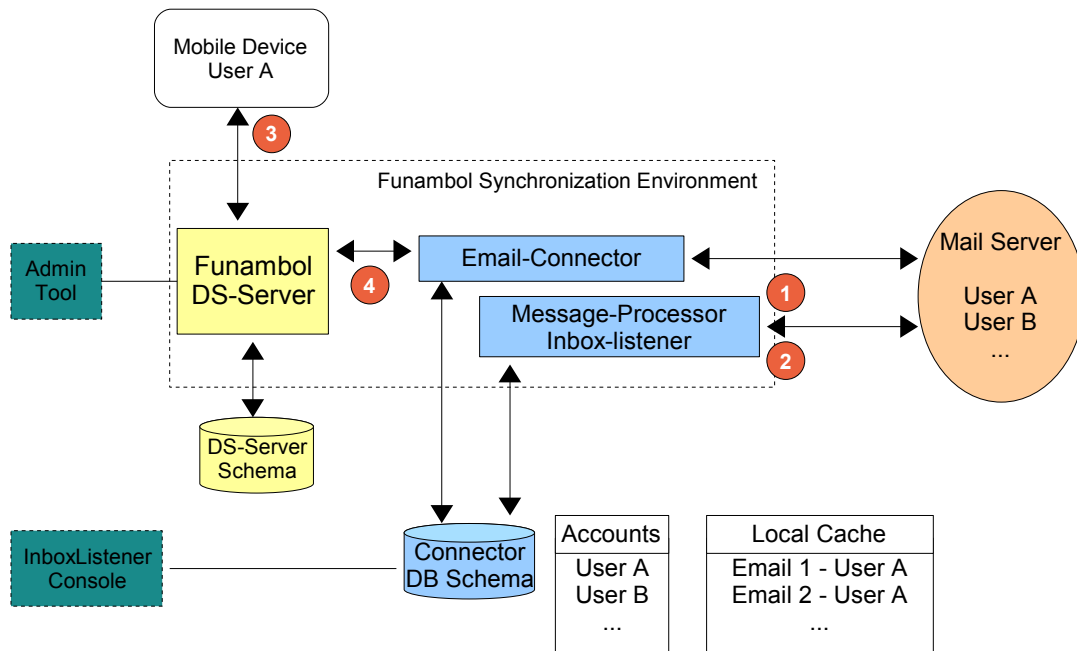 Mobile Device
User A
3
Funambol Synchronization Environment
Admin
Tool
Funambol
DS-Server
4
Email-Connector
Message-Processor
Inbox-listener
1
2
Mail Server
User A
User B
...
DS-Server
Schema
InboxListener
Console
Connector
DB Schema
Accounts
User A
User B
...
Local Cache
Email 1 - User A
Email 2 - User A
...